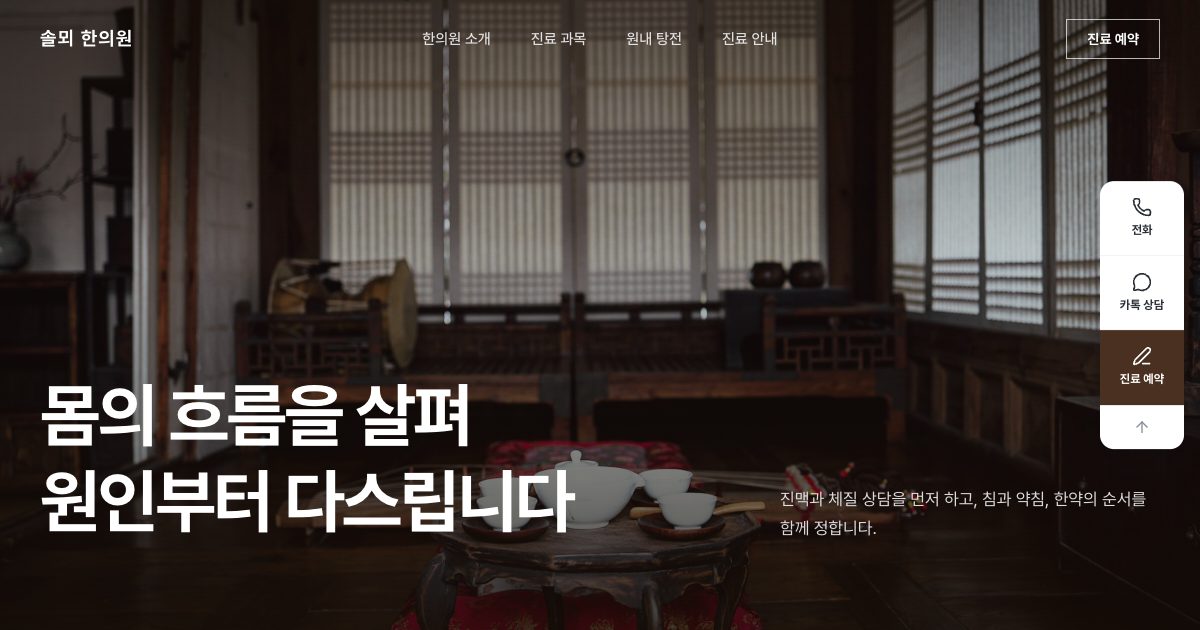 솔뫼 한의원
한의원 소개
진료 과목
원내 탕전
진료 안내
진료 예약
전화
카톡 상담
진료 예약
몸의 흐름을 살펴
원인부터 다스립니다
진맥과 체질 상담을 먼저 하고, 침과 약침, 한약의 순서를
함께 정합니다.